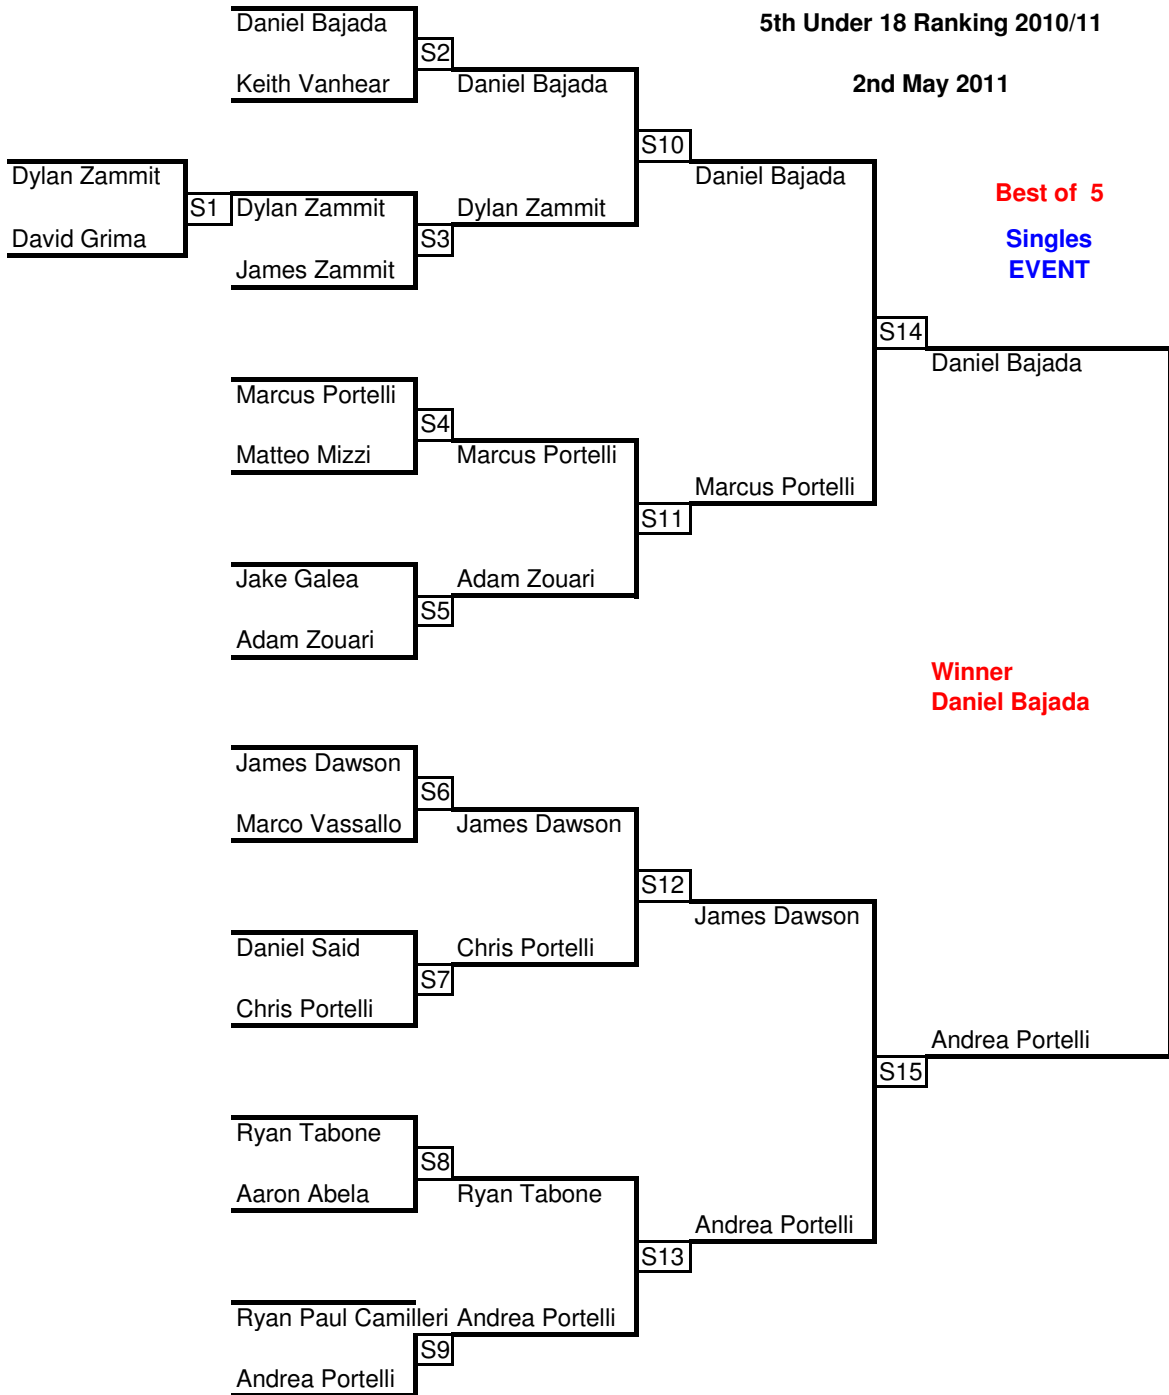 Daniel Bajada
5th Under 18 Ranking 2010/11
S2
Keith Vanhear
Daniel Bajada
2nd May 2011
S10
Dylan Zammit
Daniel Bajada
Best of 5
S1
Dylan Zammit
Dylan Zammit
David Grima
S3
Singles
James Zammit
EVENT
S14
Daniel Bajada
Marcus Portelli
S4
Matteo Mizzi
Marcus Portelli
Marcus Portelli
S11
Jake Galea
Adam Zouari
S5
Adam Zouari
Winner
Daniel Bajada
James Dawson
S6
Marco Vassallo
James Dawson
S12
James Dawson
Daniel Said
Chris Portelli
S7
Chris Portelli
Andrea Portelli
S15
Ryan Tabone
S8
Aaron Abela
Ryan Tabone
Andrea Portelli
S13
Ryan Paul Camilleri
Andrea Portelli
S9
Andrea Portelli